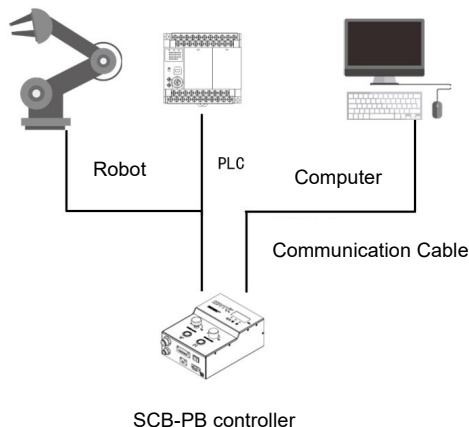 Robot
PLC
Computer
Communication Cable
SCB-PB controller